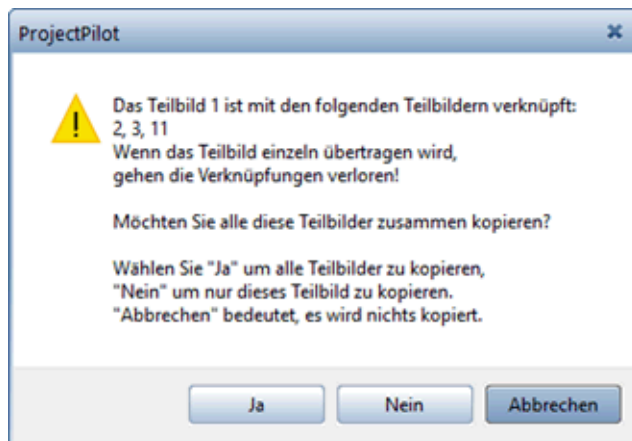 ProjectPilot
Das Teilbild 1 ist mit den folgenden Teilbildern verknüpft:
2, 3, 11
Wenn das Teilbild einzeln übertragen wird,
gehen die Verknüpfungen verloren!
Möchten Sie alle diese Teilbilder zusammen kopieren?
Wählen Sie "Ja" um alle Teilbilder zu kopieren,
"Nein" um nur dieses Teilbild zu kopieren.
"Abbrechen" bedeutet, es wird nichts kopiert.
Ja Nein Abbrechen